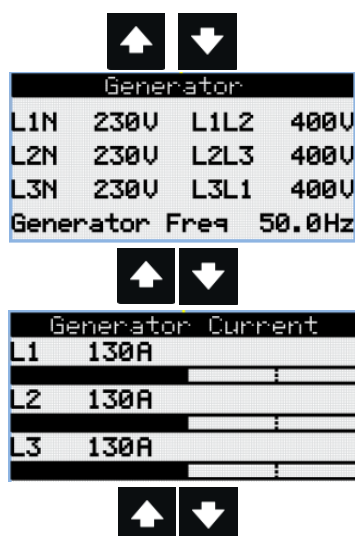 Generator
L1N 230V L1L2 400V
L2N 230V L2L3 400V
L3N 230V L3L1 400V
Generator Freq 50.0Hz
Generator Current
L1 130A
L2 130A
L3 130A